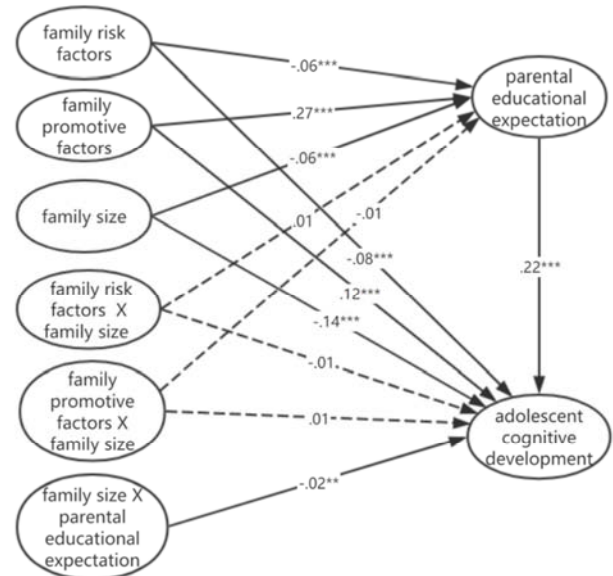 family risk
factors
-.06***
parental
educational
expectation
family
promotive
factors
.27***
-.06***
family size
.01
-.01
-.08***
.22***
.12***
family risk
factors X
family size
-.14***
-.01
family
promotive
factors X
family size
.01
adolescent
cognitive
development
-.02**
family size X
parental
educational
expectation